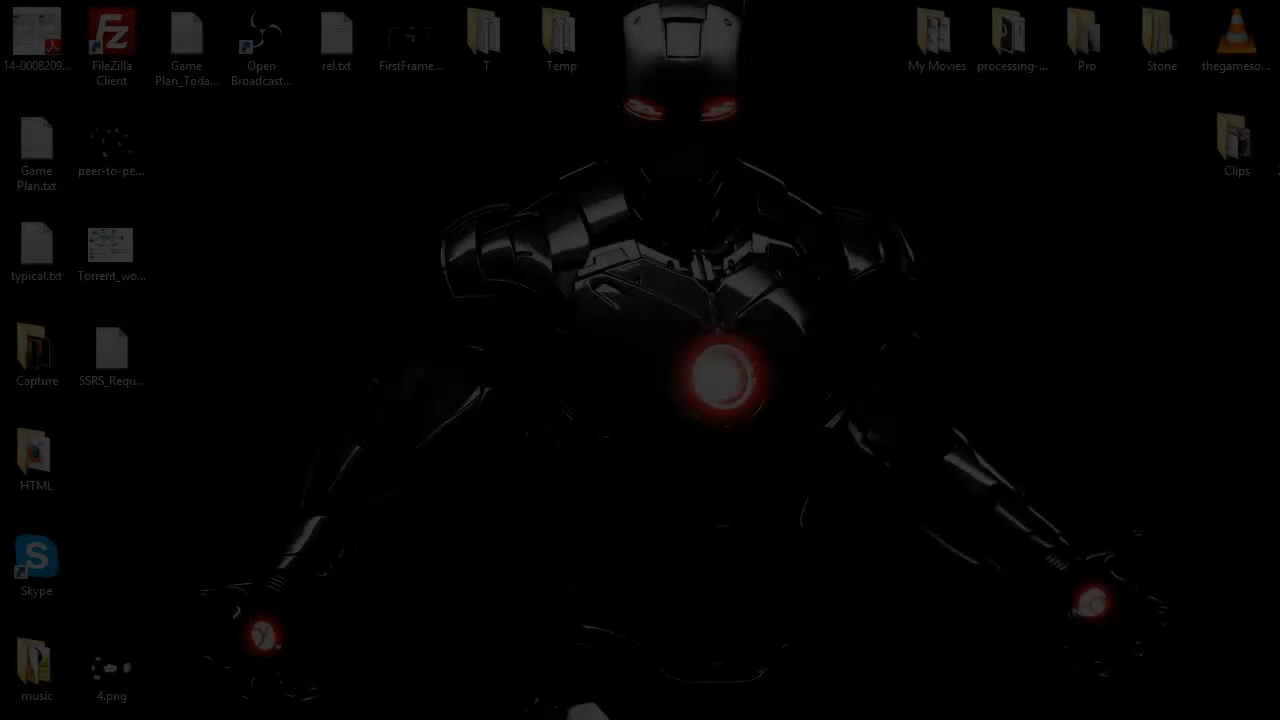 14-0008209...
FileZilla
Client
Game
Plan_Toda...
Open
Broadcast...
rel.txt
FirstFrame...
T
Temp
My Movies
processing-...
Pro
Stone
thegameso...
Game
Plan.txt
peer-to-pe...
Clips
typical.txt
Torrent_wo...
Capture
SSRS_Requ...
HTML
Skype
music
4.png